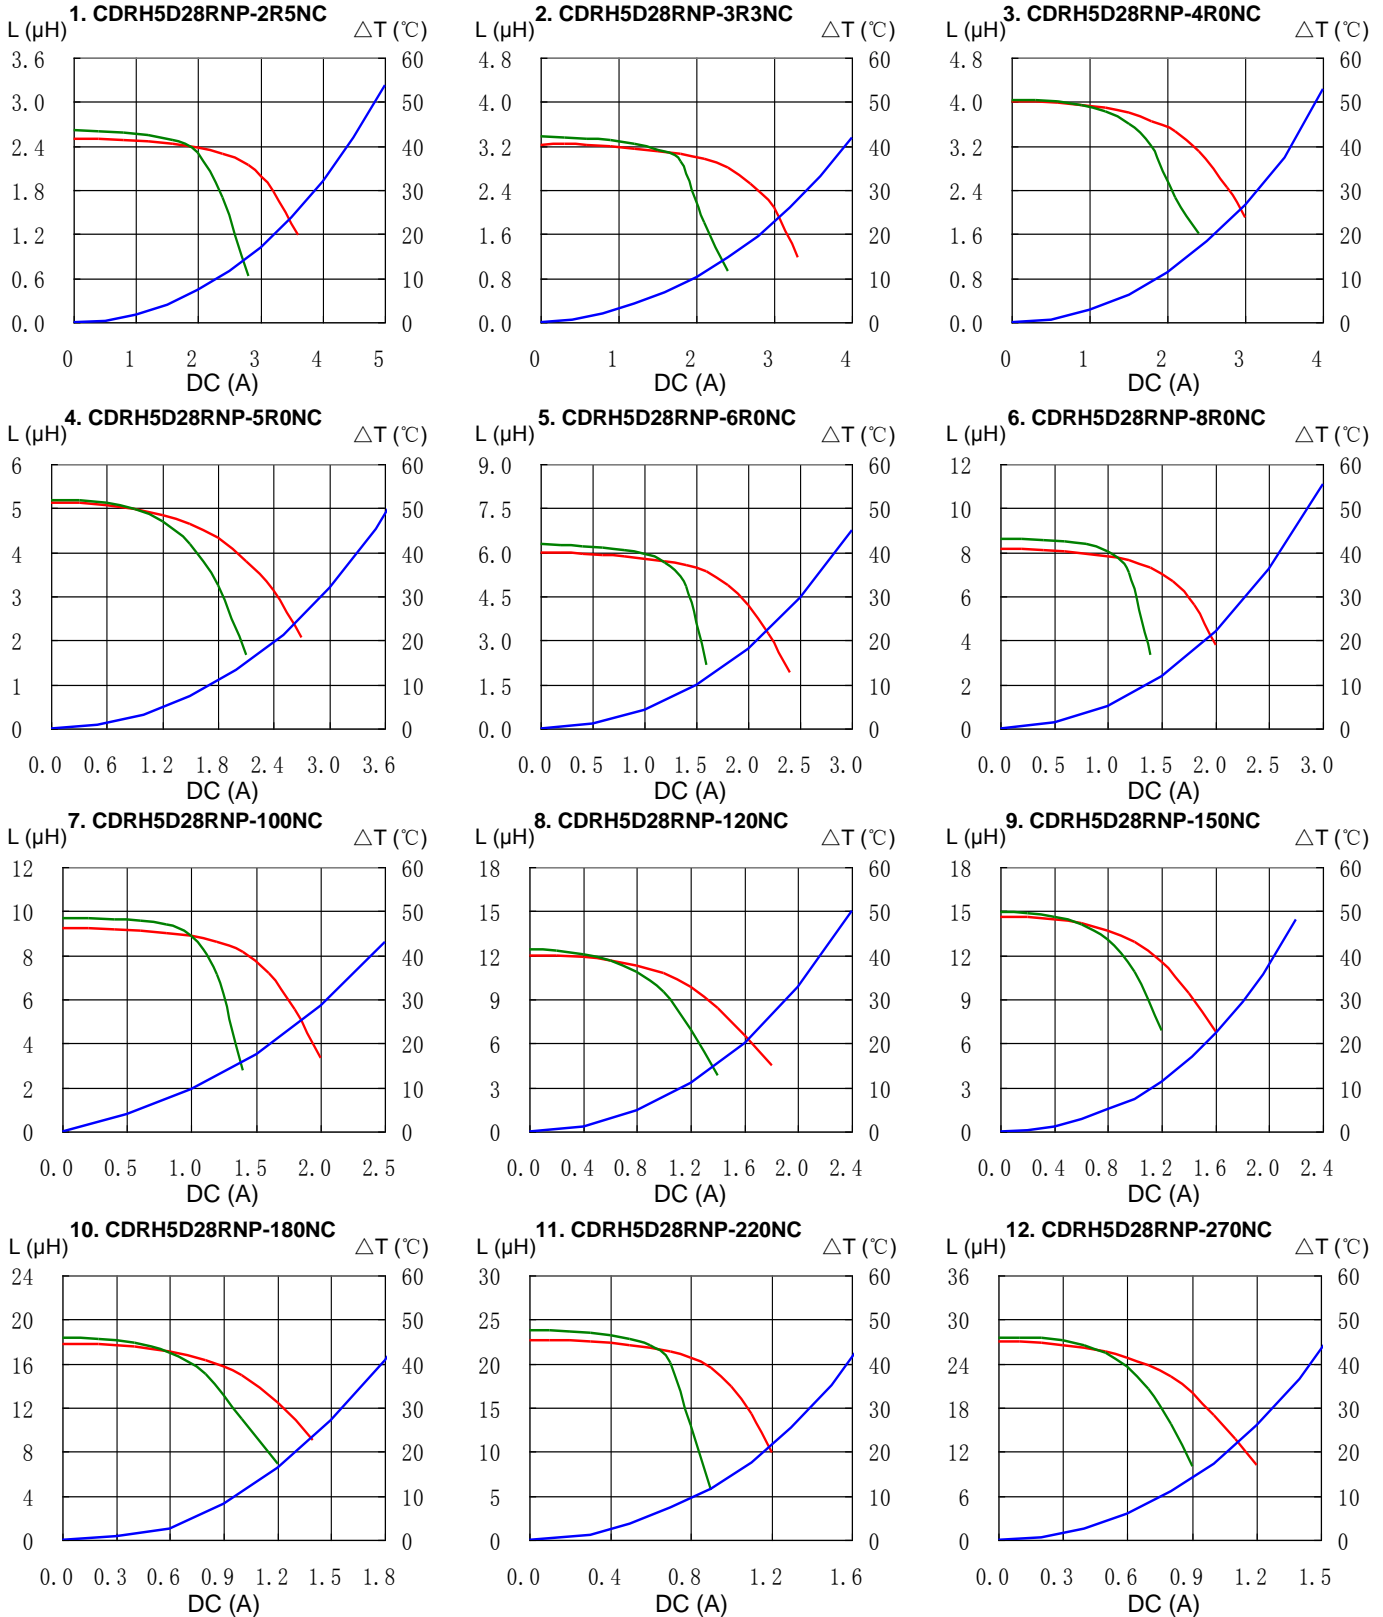 1. CDRH5D28RNP-2R5NC
L (μH) △T (℃)
3.6 60
3.0 50
2.4 40
1.8 30
1.2 20
0.6 10
0.0 0
0 1 2 3 4 5
DC (A)
2. CDRH5D28RNP-3R3NC
L (μH) △T (℃)
4.8 60
4.0 50
3.2 40
2.4 30
1.6 20
0.8 10
0.0 0
0 1 2 3 4
DC (A)
3. CDRH5D28RNP-4R0NC
L (μH) △T (℃)
4.8 60
4.0 50
3.2 40
2.4 30
1.6 20
0.8 10
0.0 0
0 1 2 3 4
DC (A)
4. CDRH5D28RNP-5R0NC
L (μH) △T (℃)
6 60
5 50
4 40
3 30
2 20
1 10
0 0
0.0 0.6 1.2 1.8 2.4 3.0 3.6
DC (A)
5. CDRH5D28RNP-6R0NC
L (μH) △T (℃)
9.0 60
7.5 50
6.0 40
4.5 30
3.0 20
1.5 10
0.0 0
0.0 0.5 1.0 1.5 2.0 2.5 3.0
DC (A)
6. CDRH5D28RNP-8R0NC
L (μH) △T (℃)
12 60
10 50
8 40
6 30
4 20
2 10
0 0
0.0 0.5 1.0 1.5 2.0 2.5 3.0
DC (A)
7. CDRH5D28RNP-100NC
L (μH) △T (℃)
12 60
10 50
8 40
6 30
4 20
2 10
0 0
0.0 0.5 1.0 1.5 2.0 2.5
DC (A)
8. CDRH5D28RNP-120NC
L (μH) △T (℃)
18 60
15 50
12 40
9 30
6 20
3 10
0 0
0.0 0.4 0.8 1.2 1.6 2.0 2.4
DC (A)
9. CDRH5D28RNP-150NC
L (μH) △T (℃)
18 60
15 50
12 40
9 30
6 20
3 10
0 0
0.0 0.4 0.8 1.2 1.6 2.0 2.4
DC (A)
10. CDRH5D28RNP-180NC
L (μH) △T (℃)
24 60
20 50
16 40
12 30
8 20
4 10
0 0
0.0 0.3 0.6 0.9 1.2 1.5 1.8
DC (A)
11. CDRH5D28RNP-220NC
L (μH) △T (℃)
30 60
25 50
20 40
15 30
10 20
5 10
0 0
0.0 0.4 0.8 1.2 1.6
DC (A)
12. CDRH5D28RNP-270NC
L (μH) △T (℃)
36 60
30 50
24 40
18 30
12 20
6 10
0 0
0.0 0.3 0.6 0.9 1.2 1.5
DC (A)